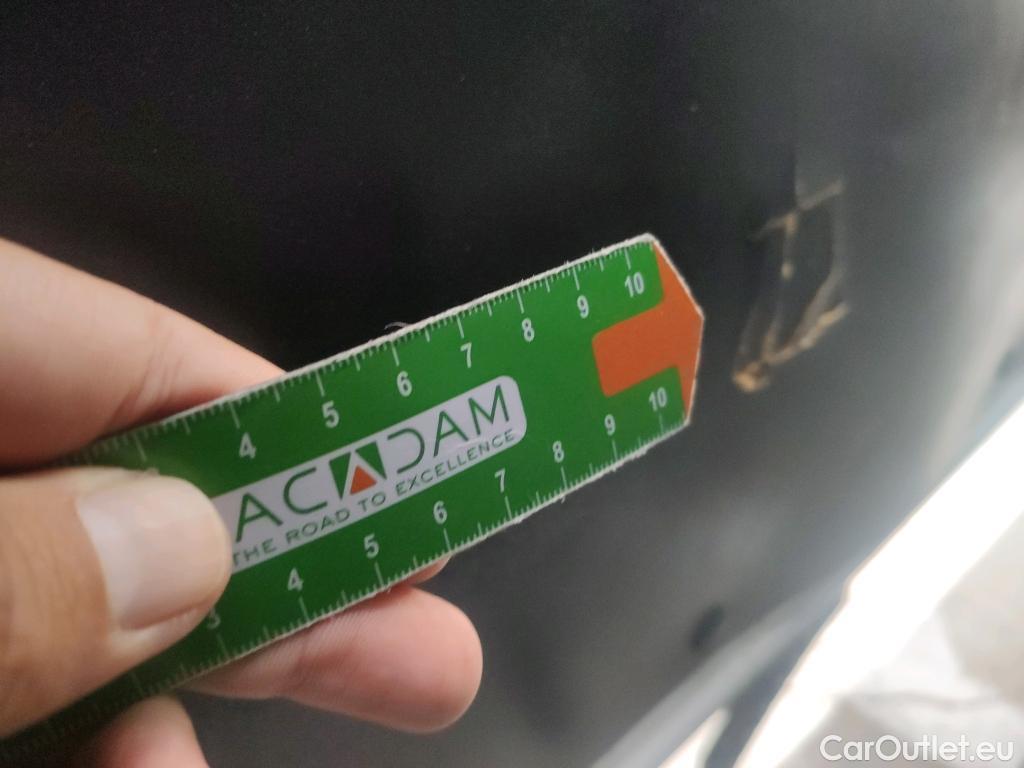 4 5 6 7 8 9 10
ACADAM
THE ROAD TO EXCELLENCE
3 4 5 6 7 8 9 10
CarOutlet.eu